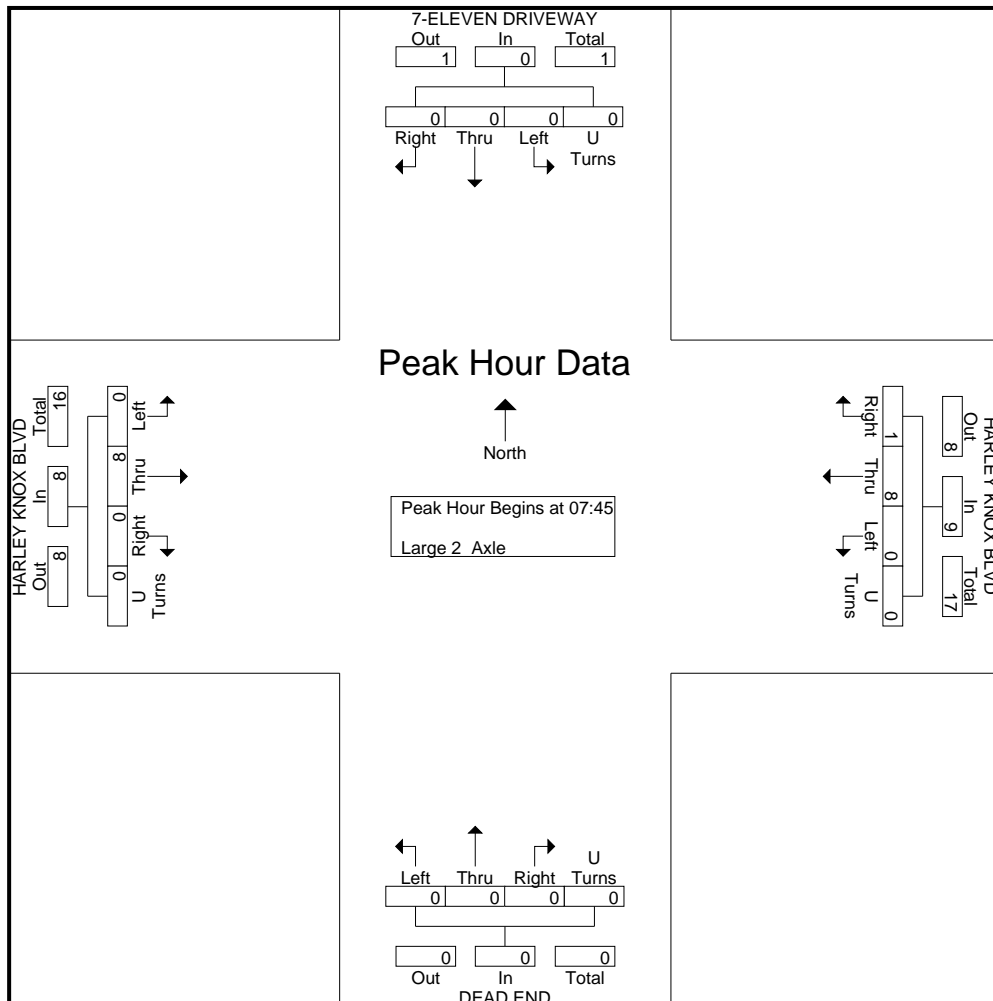 7-ELEVEN DRIVEWAY
Out In Total
1 0 1
0 0 0 0
Right Thru Left U Turns
Peak Hour Data
North
Peak Hour Begins at 07:45
Large 2 Axle
HARLEY KNOX BLVD
Total In Out
16 8 8
0 8 0 0
Left Thru Right U Turns
HARLEY KNOX BLVD
Out In Total
8 9 17
1 8 0 0
Right Thru Left U Turns
Left Thru Right U Turns
0 0 0 0
0 0 0
Out In Total
DEAD END